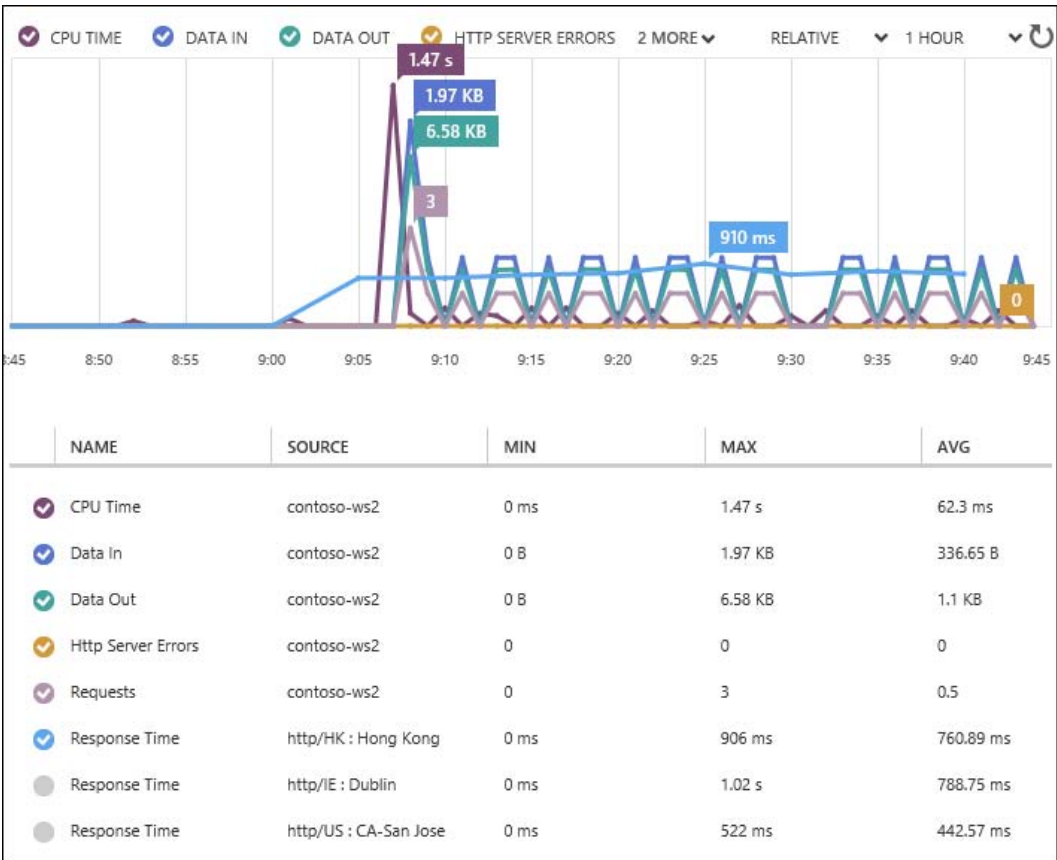 CPU TIME DATA IN DATA OUT HTTP SERVER ERRORS 2 MORE RELATIVE 1 HOUR
1.47 s
1.97 KB
6.58 KB
3
910 ms
0
8:50 8:55 9:00 9:05 9:10 9:15 9:20 9:25 9:30 9:35 9:40 9:45
NAME SOURCE MIN MAX AVG
CPU Time contoso-ws2 0 ms 1.47 s 62.3 ms
Data In contoso-ws2 0 B 1.97 KB 336.65 B
Data Out contoso-ws2 0 B 6.58 KB 1.1 KB
Http Server Errors contoso-ws2 0 0 0
Requests contoso-ws2 0 3 0.5
Response Time http/HK : Hong Kong 0 ms 906 ms 760.89 ms
Response Time http/IE : Dublin 0 ms 1.02 s 788.75 ms
Response Time http/US : CA-San Jose 0 ms 522 ms 442.57 ms